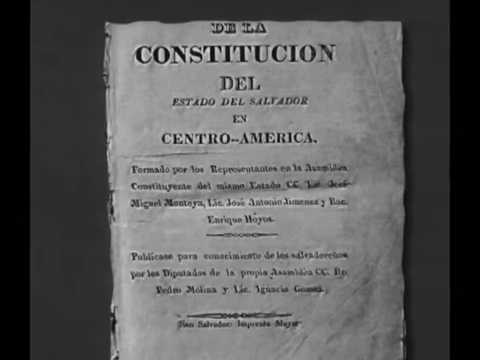 DE LA
CONSTITUCION
DEL
ESTADO DEL SALVADOR
EN
CENTRO--AMERICA.
Formado por los Representantes en la Asamblea
Constituyente del mismo Estado CC. Lic. José
Miguel Montoya, Lic. José Antonio Jimenez y Bac.
Enrique Hoyos.
Publicase para conocimiento de los salvadoreños
por los Diputados de la propia Asamblea CC. Dr.
Pedro Molina y Lic. Ignacio Gomez.
San Salvador: Imprenta Mayor